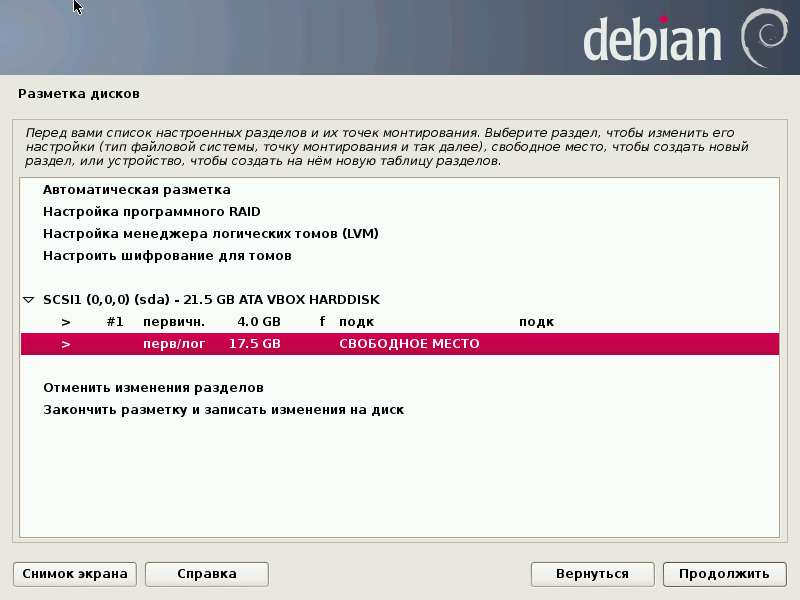 debian
Разметка дисков
Перед вами список настроенных разделов и их точек монтирования. Выберите раздел, чтобы изменить его
настройки (тип файловой системы, точку монтирования и так далее), свободное место, чтобы создать новый
раздел, или устройство, чтобы создать на нём новую таблицу разделов.
Автоматическая разметка
Настройка программного RAID
Настройка менеджера логических томов (LVM)
Настроить шифрование для томов
SCSI1 (0,0,0) (sda) - 21.5 GB ATA VBOX HARDDISK
> #1 первичн. 4.0 GB f подк подк
> перв/лог 17.5 GB СВОБОДНОЕ МЕСТО
Отменить изменения разделов
Закончить разметку и записать изменения на диск
Снимок экрана Справка Вернуться Продолжить